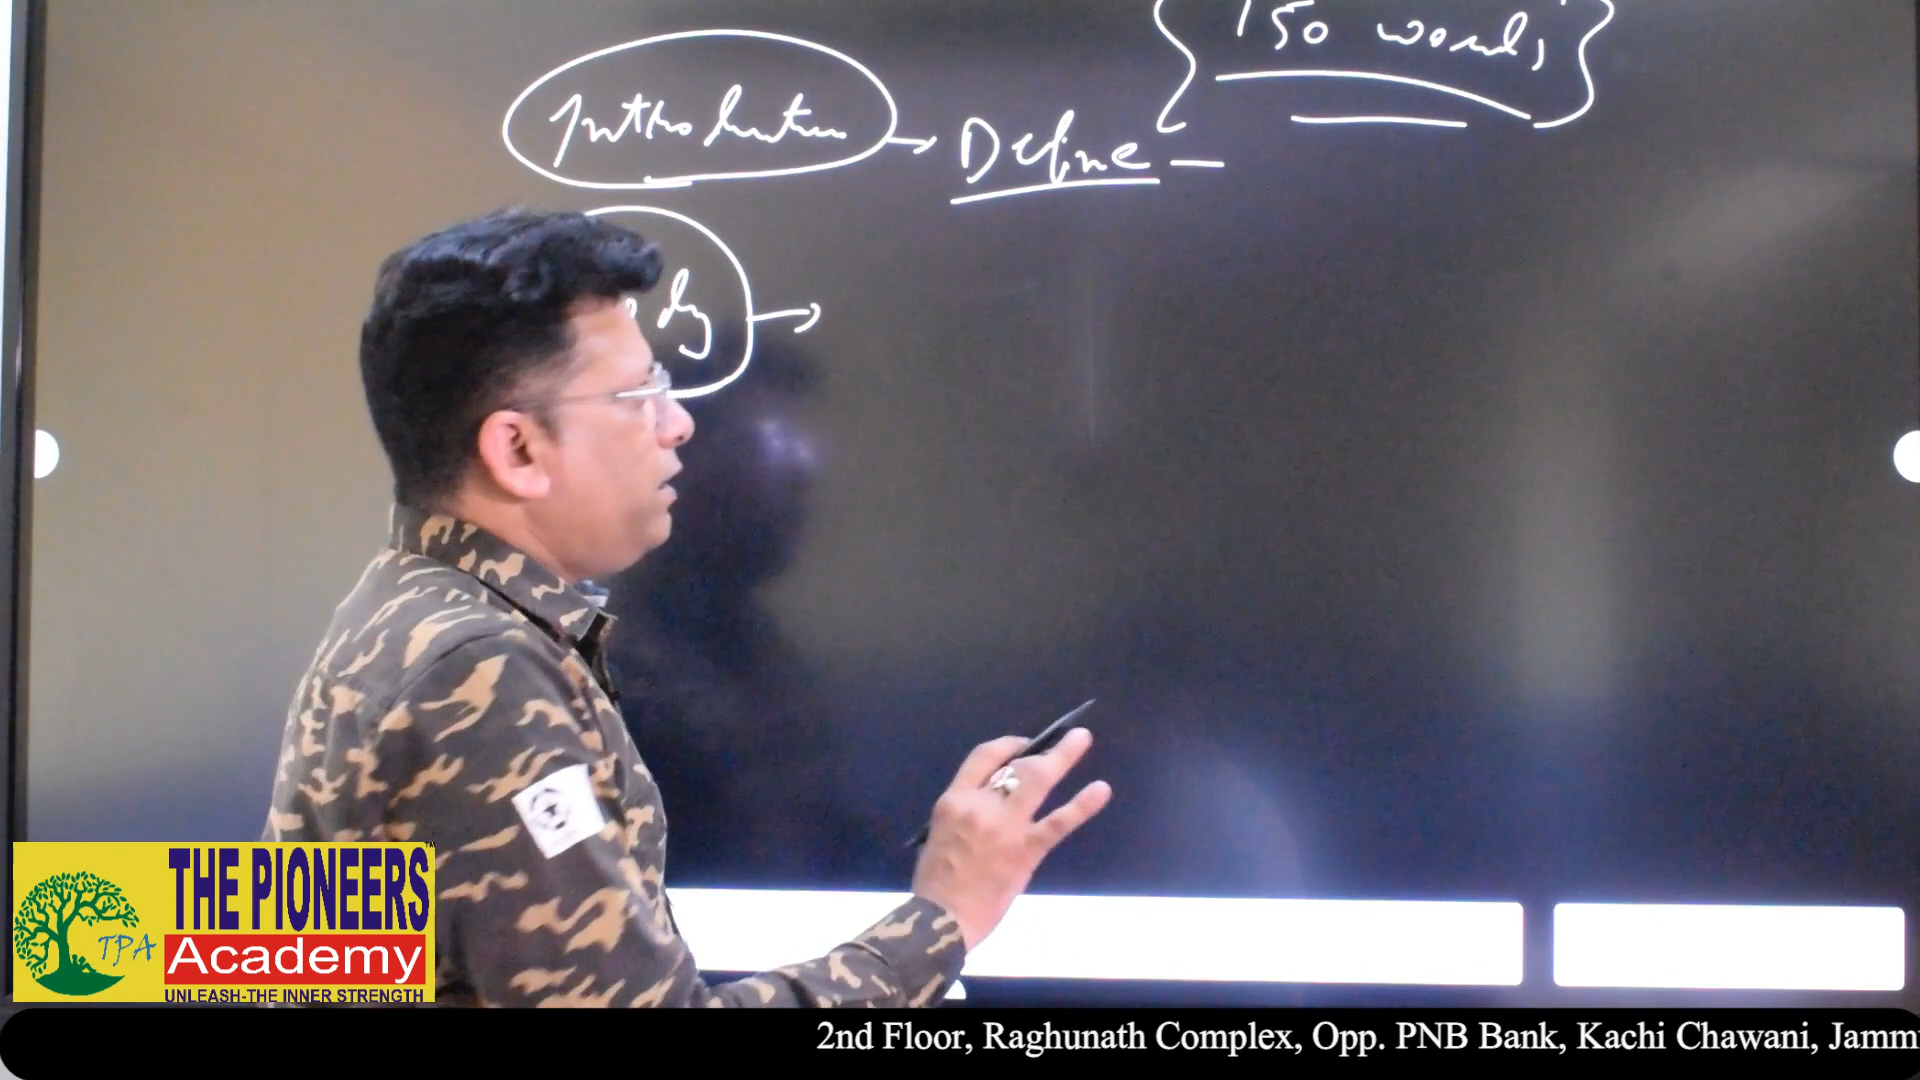 150 words
Introduction → Define —
dy →
THE PIONEERS
TPA
Academy
UNLEASH-THE INNER STRENGTH
2nd Floor, Raghunath Complex, Opp. PNB Bank, Kachi Chawani, Jamm